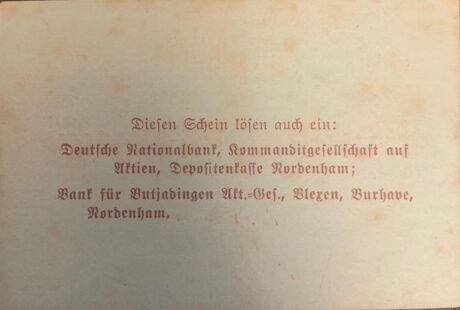 Diesen Schein lösen auch ein:
Deutsche Nationalbank, Kommanditgesellschaft auf
Aktien, Depositenkasse Nordenham;
Bank für Butjadingen Akt.=Ges., Blexen, Burhave,
Nordenham.